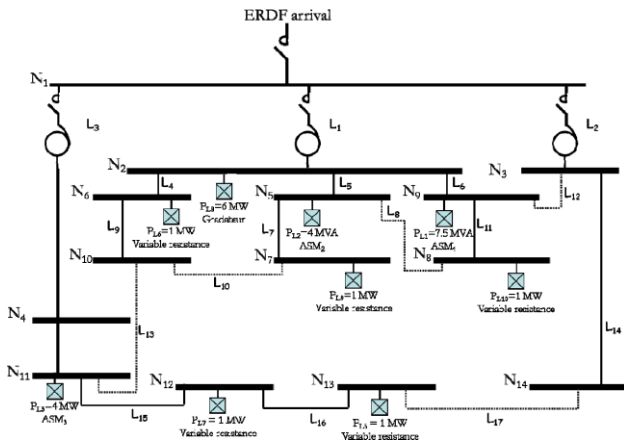 ERDF arrival
N1
L3
L1
L2
N2
N3
L4
L5
L6
L12
N6
N5
N9
PL8=6 MW
Gradateur
L8
PL6=1 MW
Variable resistance
PL2=4 MVA
ASM2
PL1=7.5 MVA
ASM1
L9
L7
L11
N10
N7
N8
L10
PL9=1 MW
Variable resistance
PL10=1 MW
Variable resistance
N4
L13
L14
N11
N12
N13
N14
PL3=4 MW
ASM3
L15
PL7= 1 MW
Variable resistance
L16
PL5=1 MW
Variable resistance
L17